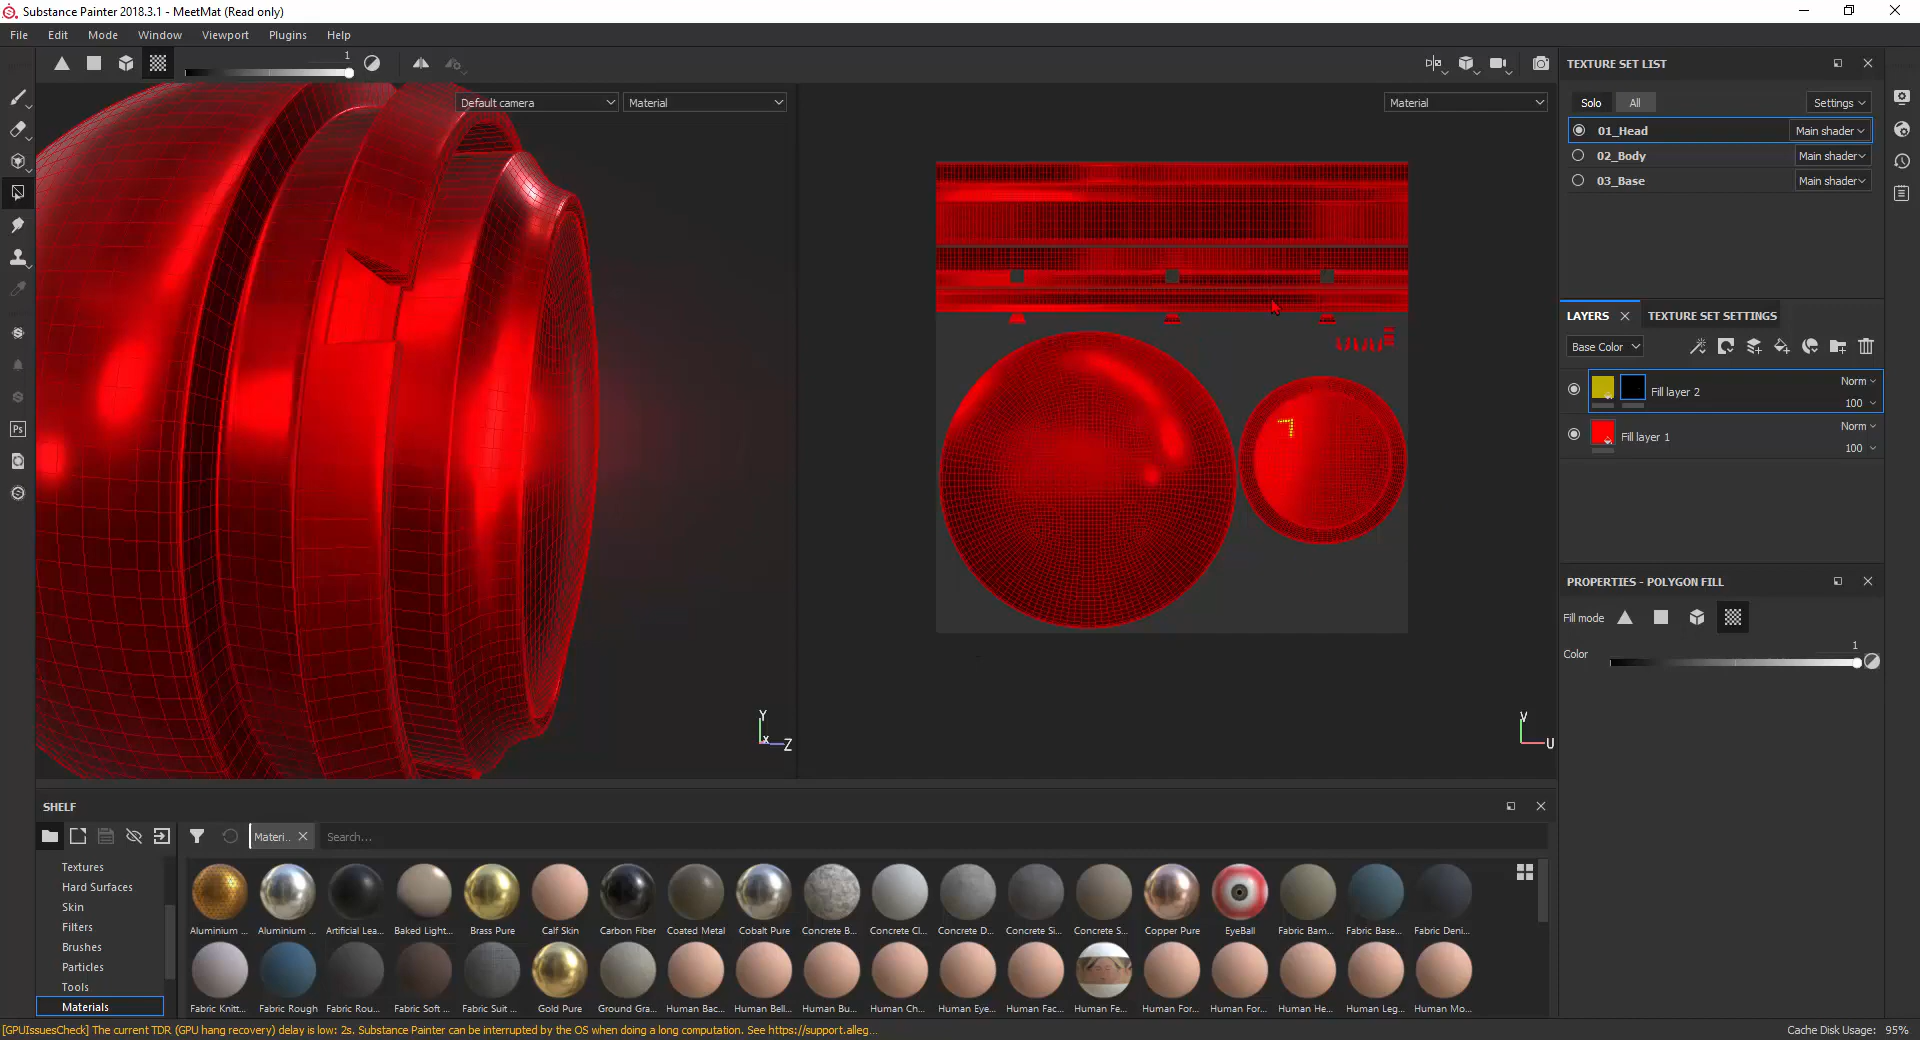 Substance Painter 2018.3.1 - MeetMat (Read only)
File Edit Mode Window Viewport Plugins Help
1
Default camera Material Material
TEXTURE SET LIST
Solo All Settings
01_Head Main shader
02_Body Main shader
03_Base Main shader
LAYERS TEXTURE SET SETTINGS
Base Color
Fill layer 2 Norm
100
Fill layer 1 Norm
100
PROPERTIES - POLYGON FILL
Fill mode
1
Color
Y
X Z
V
U
Ps
SHELF
Materi.. Search...
Textures
Hard Surfaces
Skin
Filters
Brushes
Particles
Tools
Materials
Aluminium ... Aluminium ... Artificial Lea... Baked Light... Brass Pure Calf Skin Carbon Fiber Coated Metal Cobalt Pure Concrete B... Concrete Cl... Concrete D... Concrete Si... Concrete S... Copper Pure EyeBall Fabric Bam... Fabric Base... Fabric Deni...
Fabric Knitt... Fabric Rough Fabric Rou... Fabric Soft ... Fabric Suit ... Gold Pure Ground Gra... Human Bac... Human Bell... Human Bu... Human Ch... Human Eye... Human Fac... Human Fe... Human For... Human For... Human He... Human Leg... Human Mo...
[GPUIssuesCheck] The current TDR (GPU hang recovery) delay is low: 2s. Substance Painter can be interrupted by the OS when doing a long computation. See https://support.alleg...
Cache Disk Usage: 95%